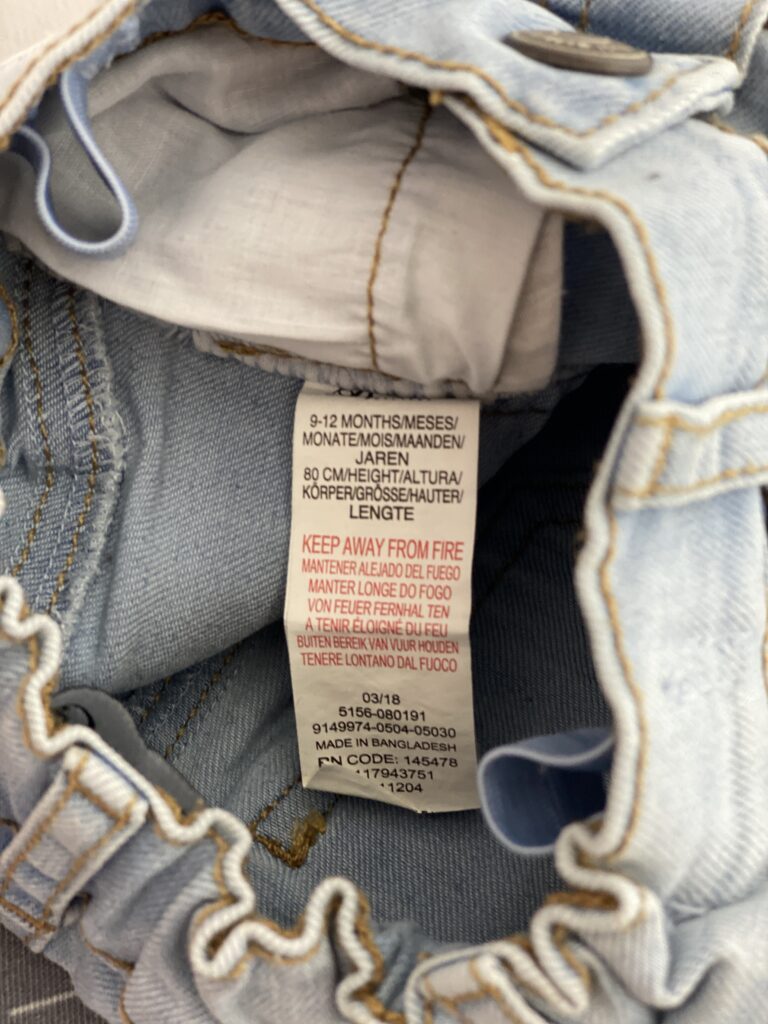 9-12 MONTHS/MESES/
MONATE/MOIS/MAANDEN/
JAREN
80 CM/HEIGHT/ALTURA/
KÖRPER/GRÖSSE/HAUTER/
LENGTE
KEEP AWAY FROM FIRE
MANTENER ALEJADO DEL FUEGO
MANTER LONGE DO FOGO
VON FEUER FERNHAL TEN
A TENIR ÉLOIGNÉ DU FEU
BUITEN BEREIK VAN VUUR HOUDEN
TENERE LONTANO DAL FUOCO
03/18
5156-080191
9149974-0504-05030
MADE IN BANGLADESH
CODE: 145478
117943751
11204